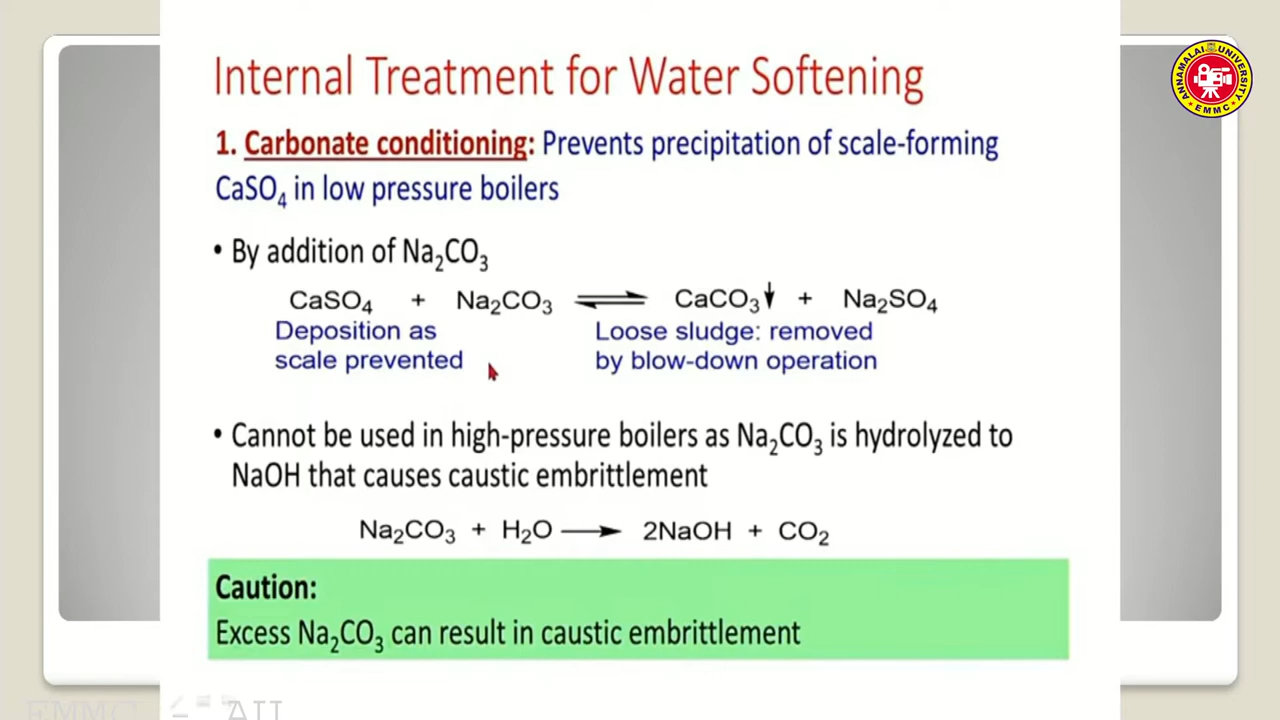 Internal Treatment for Water Softening
ANNAMALAI UNIVERSITY
EMMC
1. Carbonate conditioning: Prevents precipitation of scale-forming
CaSO₄ in low pressure boilers
• By addition of Na₂CO₃
CaSO₄ + Na₂CO₃ ⇌ CaCO₃↓ + Na₂SO₄
Deposition as
scale prevented
Loose sludge: removed
by blow-down operation
• Cannot be used in high-pressure boilers as Na₂CO₃ is hydrolyzed to
NaOH that causes caustic embrittlement
Na₂CO₃ + H₂O ⟶ 2NaOH + CO₂
Caution:
Excess Na₂CO₃ can result in caustic embrittlement